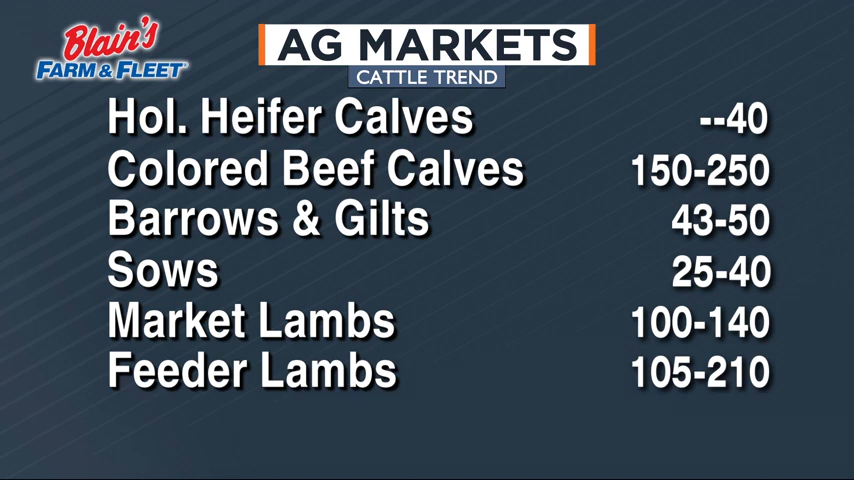 Blain's
FARM & FLEET
AG MARKETS
CATTLE TREND
Hol. Heifer Calves --40
Colored Beef Calves 150-250
Barrows & Gilts 43-50
Sows 25-40
Market Lambs 100-140
Feeder Lambs 105-210